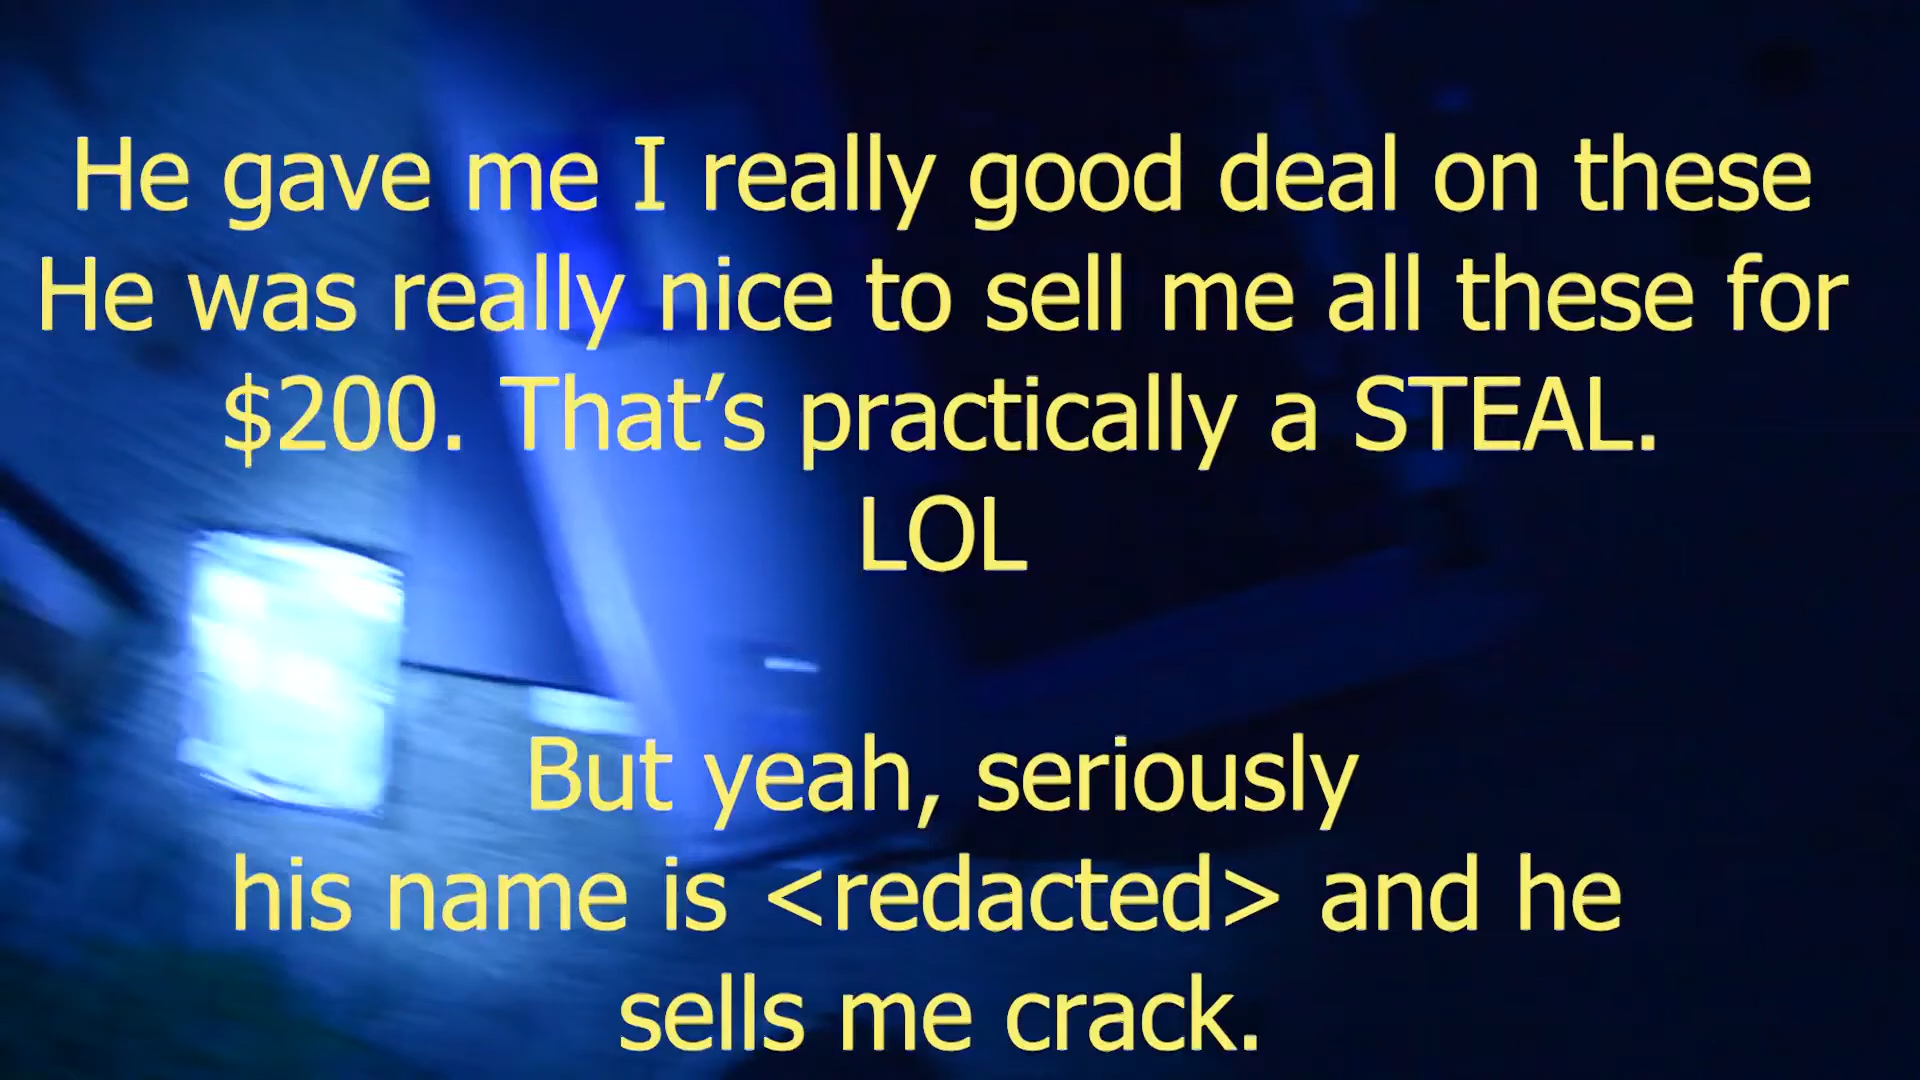 He gave me I really good deal on these
He was really nice to sell me all these for
$200. That’s practically a STEAL.
LOL
But yeah, seriously
his name is <redacted> and he
sells me crack.